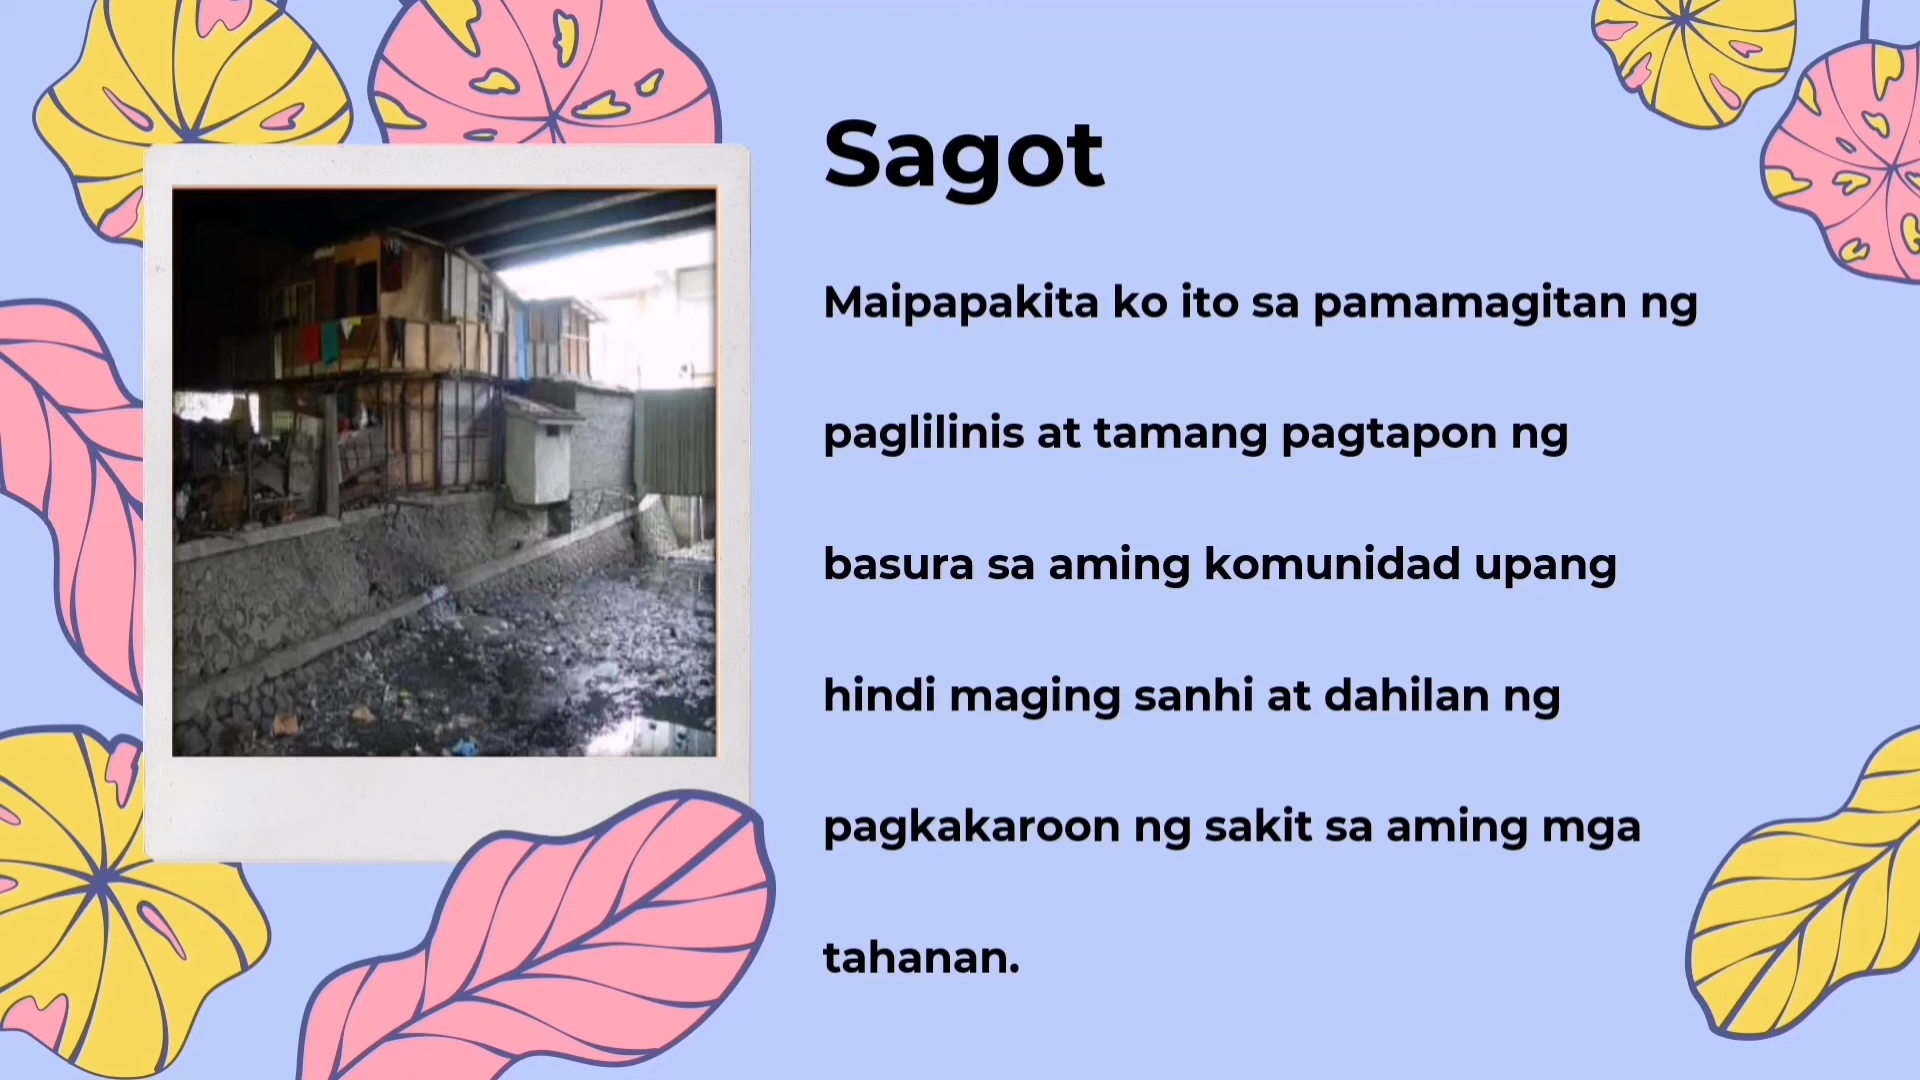 Sagot
Maipapakita ko ito sa pamamagitan ng
paglilinis at tamang pagtapon ng
basura sa aming komunidad upang
hindi maging sanhi at dahilan ng
pagkakaroon ng sakit sa aming mga
tahanan.